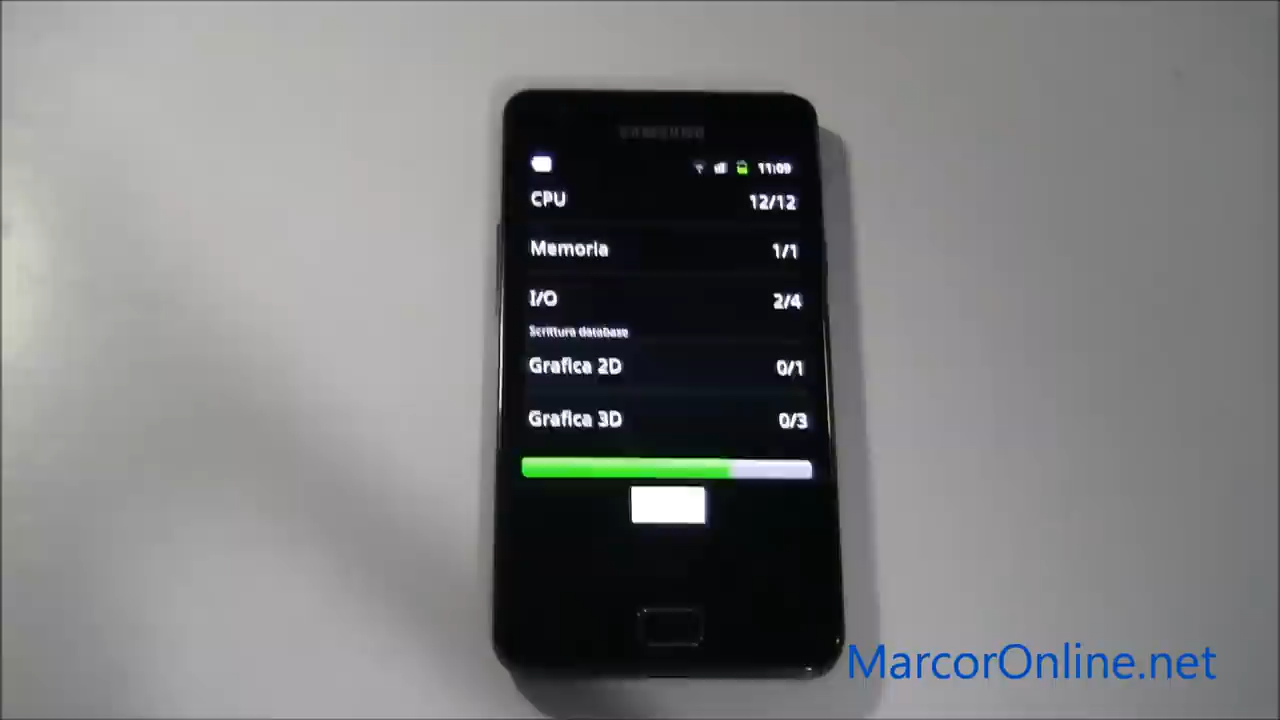 SAMSUNG
11:09
CPU 12/12
Memoria 1/1
I/O 2/4
Scrittura database
Grafica 2D 0/1
Grafica 3D 0/3
MarcorOnline.net